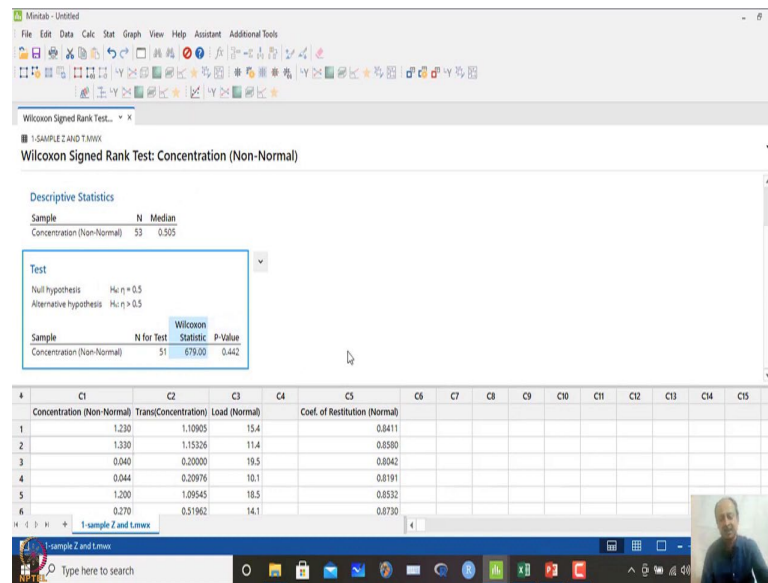 Minitab - Untitled
File Edit Data Calc Stat Graph View Help Assistant Additional Tools
Wilcoxon Signed Rank Test... × 
1-SAMPLE Z AND T.MWX
Wilcoxon Signed Rank Test: Concentration (Non-Normal)
Descriptive Statistics
Sample N Median
Concentration (Non-Normal) 53 0.505
Test
Null hypothesis H₀: η = 0.5
Alternative hypothesis H₁: η > 0.5
Sample N for Test Wilcoxon Statistic P-Value
Concentration (Non-Normal) 51 679.00 0.442
C1 C2 C3 C4 C5 C6 C7 C8 C9 C10 C11 C12 C13 C14 C15
Concentration (Non-Normal) Trans(Concentration) Load (Normal) Coef. of Restitution (Normal)
1 1.230 1.10905 15.4 0.8411
2 1.330 1.15326 11.4 0.8580
3 0.040 0.20000 19.5 0.8042
4 0.044 0.20976 10.1 0.8191
5 1.200 1.09545 18.5 0.8532
6 0.270 0.51962 14.1 0.8730
1-sample Z and t.mwx
1-sample Z and t.mwx
Type here to search
NPTEL